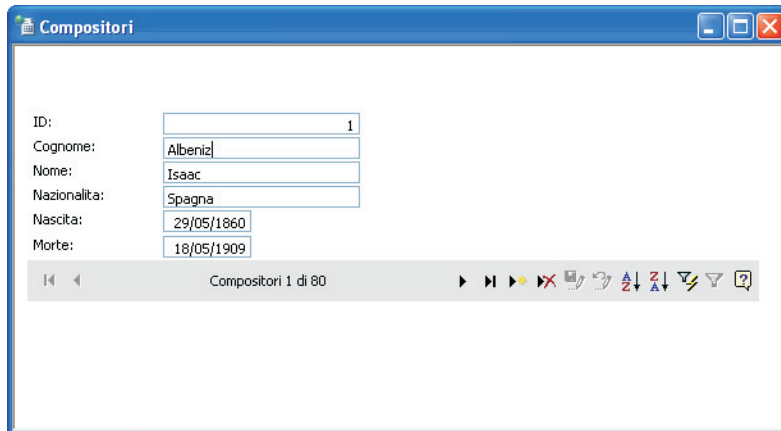 Compositori
ID: 1
Cognome: Albeniz
Nome: Isaac
Nazionalita: Spagna
Nascita: 29/05/1860
Morte: 18/05/1909
Compositori 1 di 80